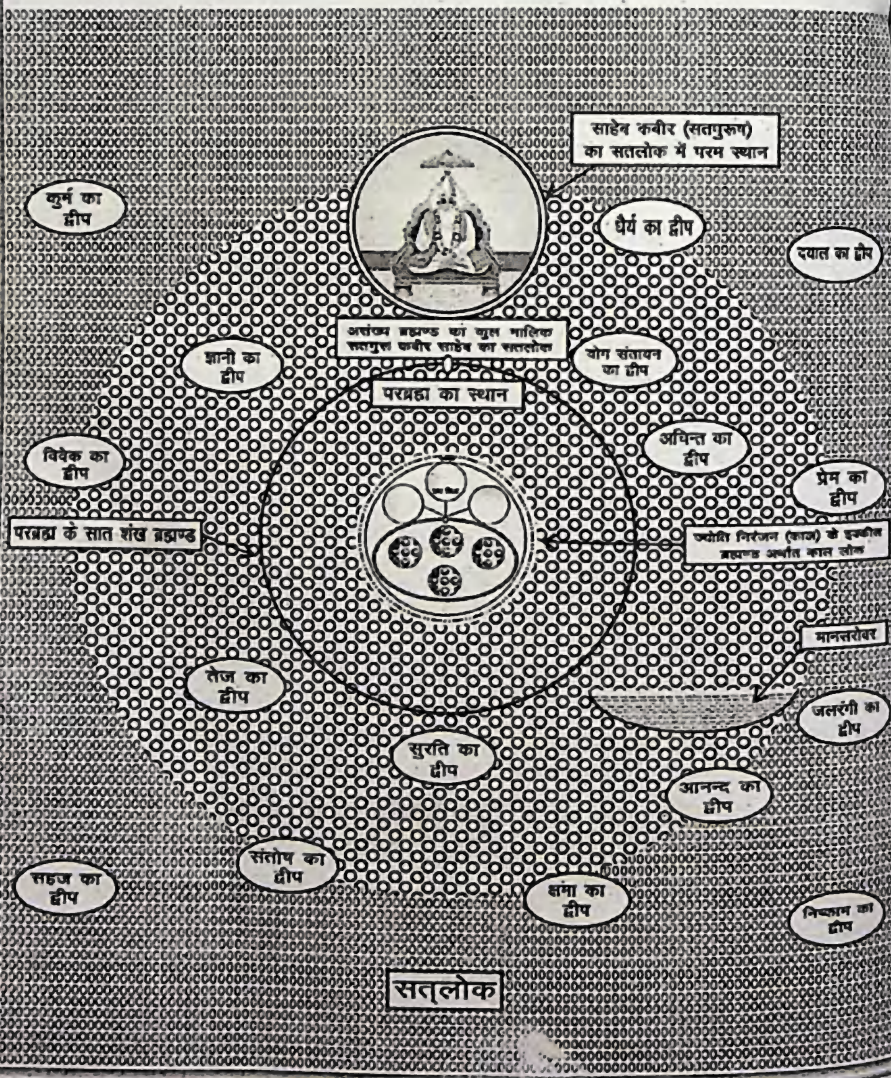 साहेब कबीर (सतपुरूष)
का सतलोक में परम स्थान
कुर्म का
द्वीप
धैर्य का द्वीप
दयाल का द्वीप
असंख्य ब्रह्मण्ड का कुल मालिक
सतगुरू कबीर साहेब का सतलोक
ज्ञानी का
द्वीप
योग संतायन
का द्वीप
परब्रह्म का स्थान
अचिन्त का
द्वीप
विवेक का
द्वीप
प्रेम का
द्वीप
परब्रह्म के सात शंख ब्रह्मण्ड
ज्योति निरंजन (काल) के इक्कीस
ब्रह्मण्ड अर्थात काल लोक
मानसरोवर
तेज का
द्वीप
जलरंगी का
द्वीप
सुरति का
द्वीप
आनन्द का
द्वीप
संतोष का
द्वीप
सहज का
द्वीप
क्षमा का
द्वीप
निष्काम का
द्वीप
सत्‌लोक